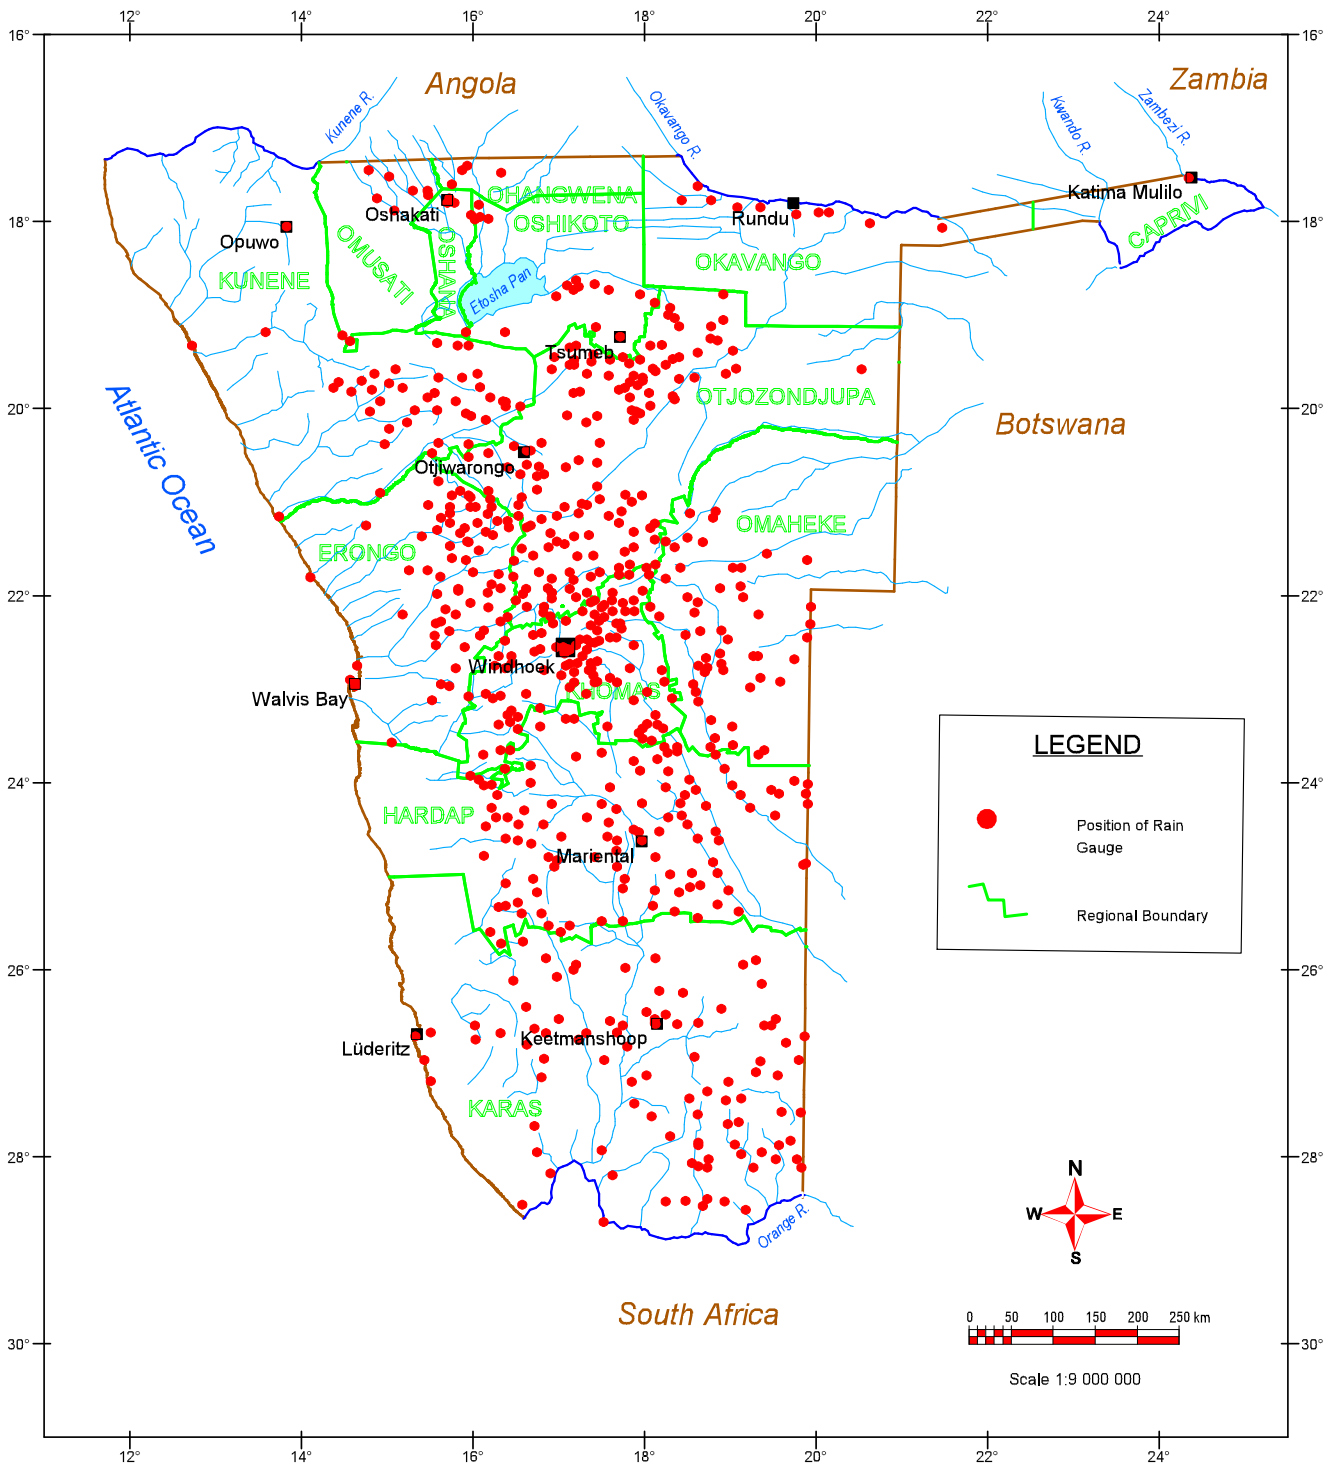 12° 14° 16° 18° 20° 22° 24°
16° 16°
Angola
Zambia
Kunene R.
Okavango R.
Kwando R.
Zambezi R.
Katima Mulilo
OHANGWENA
Oshakati
Rundu
18° 18°
OSHIKOTO
CAPRIVI
Opuwo
OMUSATI
OSHANA
KUNENE
OKAVANGO
Etosha Pan
Tsumeb
OTJOZONDJUPA
20° 20°
Atlantic Ocean
Botswana
Otjiwarongo
OMAHEKE
ERONGO
22° 22°
Windhoek
KHOMAS
Walvis Bay
LEGEND
24° 24°
HARDAP
Position of Rain
Gauge
Mariental
Regional Boundary
26° 26°
Keetmanshoop
Lüderitz
KARAS
28° 28°
N
W E
S
Orange R.
South Africa
0 50 100 150 200 250 km
30° 30°
Scale 1:9 000 000
12° 14° 16° 18° 20° 22° 24°